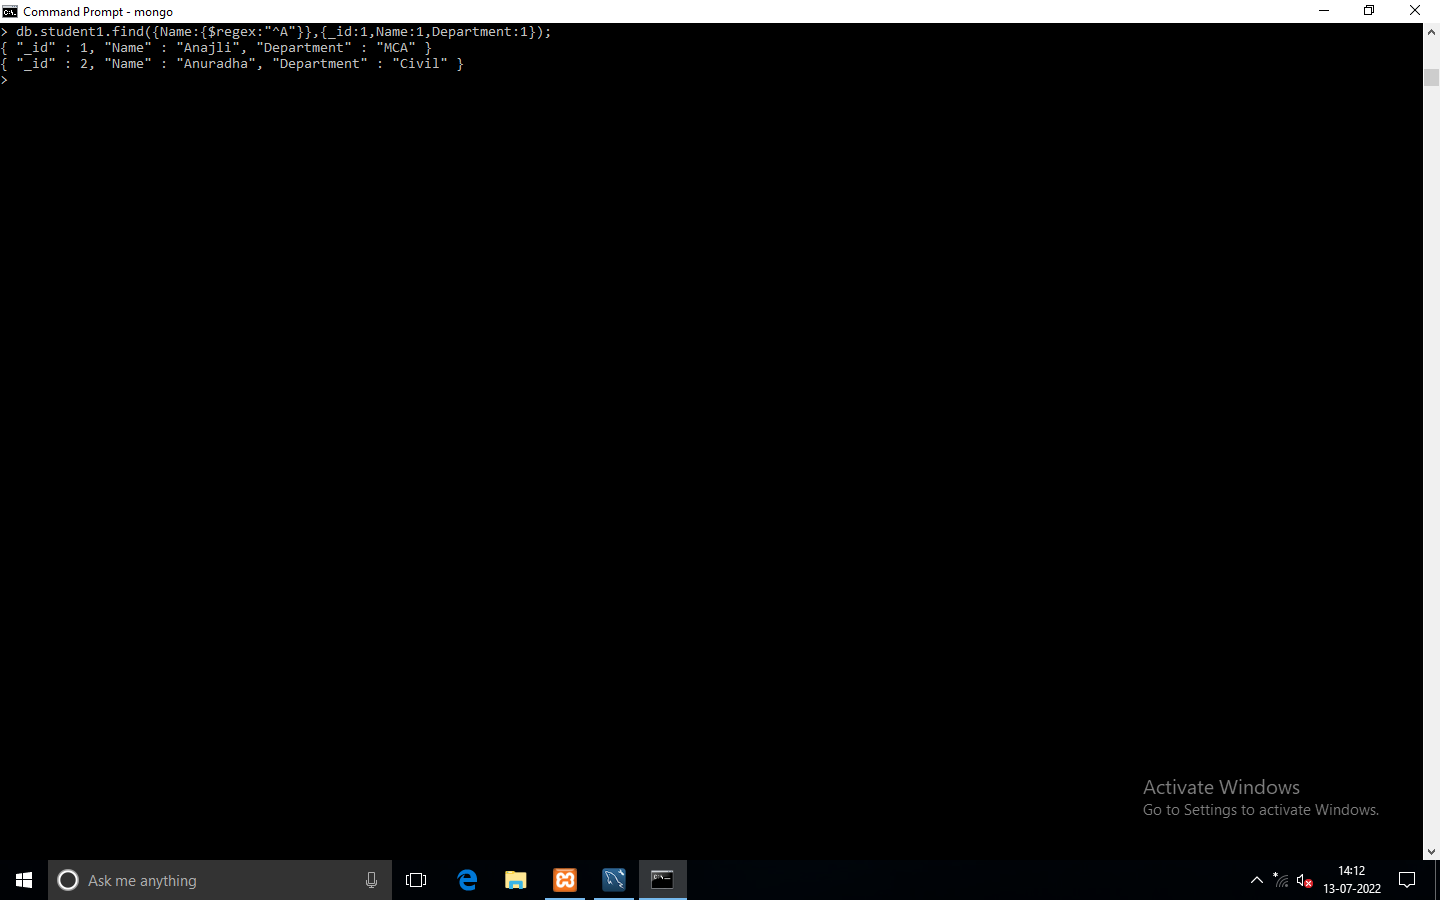 Command Prompt - mongo
> db.student1.find({Name:{$regex:"^A"}},{_id:1,Name:1,Department:1});
{ "_id" : 1, "Name" : "Anajli", "Department" : "MCA" }
{ "_id" : 2, "Name" : "Anuradha", "Department" : "Civil" }
>
Activate Windows
Go to Settings to activate Windows.
Ask me anything
14:12
13-07-2022